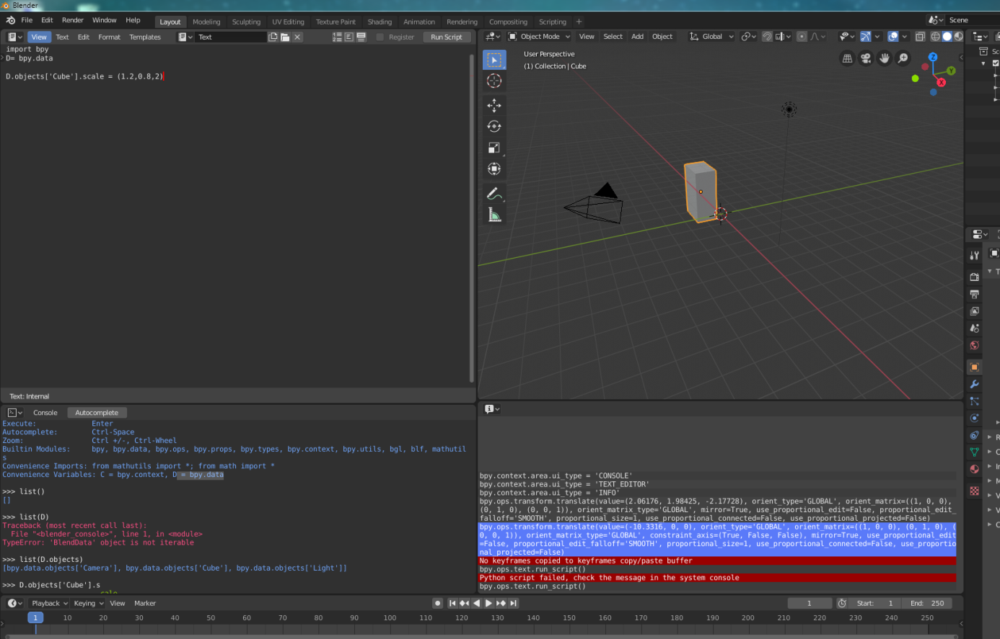 Blender
File Edit Render Window Help Layout Modeling Sculpting UV Editing Texture Paint Shading Animation Rendering Compositing Scripting + Scene
View Text Edit Format Templates Text Register Run Script
Object Mode View Select Add Object Global
import bpy
D= bpy.data
D.objects['Cube'].scale = (1.2,0.8,2)
User Perspective
(1) Collection | Cube
Z
Y
X
Sc
T
Text: Internal
Console Autocomplete
Execute: Enter
Autocomplete: Ctrl-Space
Zoom: Ctrl +/-, Ctrl-Wheel
Builtin Modules: bpy, bpy.data, bpy.ops, bpy.props, bpy.types, bpy.context, bpy.utils, bgl, blf, mathutil
s
Convenience Imports: from mathutils import *; from math import *
Convenience Variables: C = bpy.context, D = bpy.data
>>> list()
[]
>>> list(D)
Traceback (most recent call last):
File "<blender_console>", line 1, in <module>
TypeError: 'BlendData' object is not iterable
>>> list(D.objects)
[bpy.data.objects['Camera'], bpy.data.objects['Cube'], bpy.data.objects['Light']]
>>> D.objects['Cube'].s
scale
bpy.context.area.ui_type = 'CONSOLE'
bpy.context.area.ui_type = 'TEXT_EDITOR'
bpy.context.area.ui_type = 'INFO'
bpy.ops.transform.translate(value=(2.06176, 1.98425, -2.17728), orient_type='GLOBAL', orient_matrix=((1, 0, 0),
(0, 1, 0), (0, 0, 1)), orient_matrix_type='GLOBAL', mirror=True, use_proportional_edit=False, proportional_edit_
falloff='SMOOTH', proportional_size=1, use_proportional_connected=False, use_proportional_projected=False)
bpy.ops.transform.translate(value=(-10.3316, 0, 0), orient_type='GLOBAL', orient_matrix=((1, 0, 0), (0, 1, 0), (
0, 0, 1)), orient_matrix_type='GLOBAL', constraint_axis=(True, False, False), mirror=True, use_proportional_edit
=False, proportional_edit_falloff='SMOOTH', proportional_size=1, use_proportional_connected=False, use_proportio
nal_projected=False)
No keyframes copied to keyframes copy/paste buffer
bpy.ops.text.run_script()
Python script failed, check the message in the system console
bpy.ops.text.run_script()
R
C
In
M
V
V
C
Playback Keying View Marker 1 Start: 1 End: 250
1 10 20 30 40 50 60 70 80 90 100 110 120 130 140 150 160 170 180 190 200 210 220 230 240 250